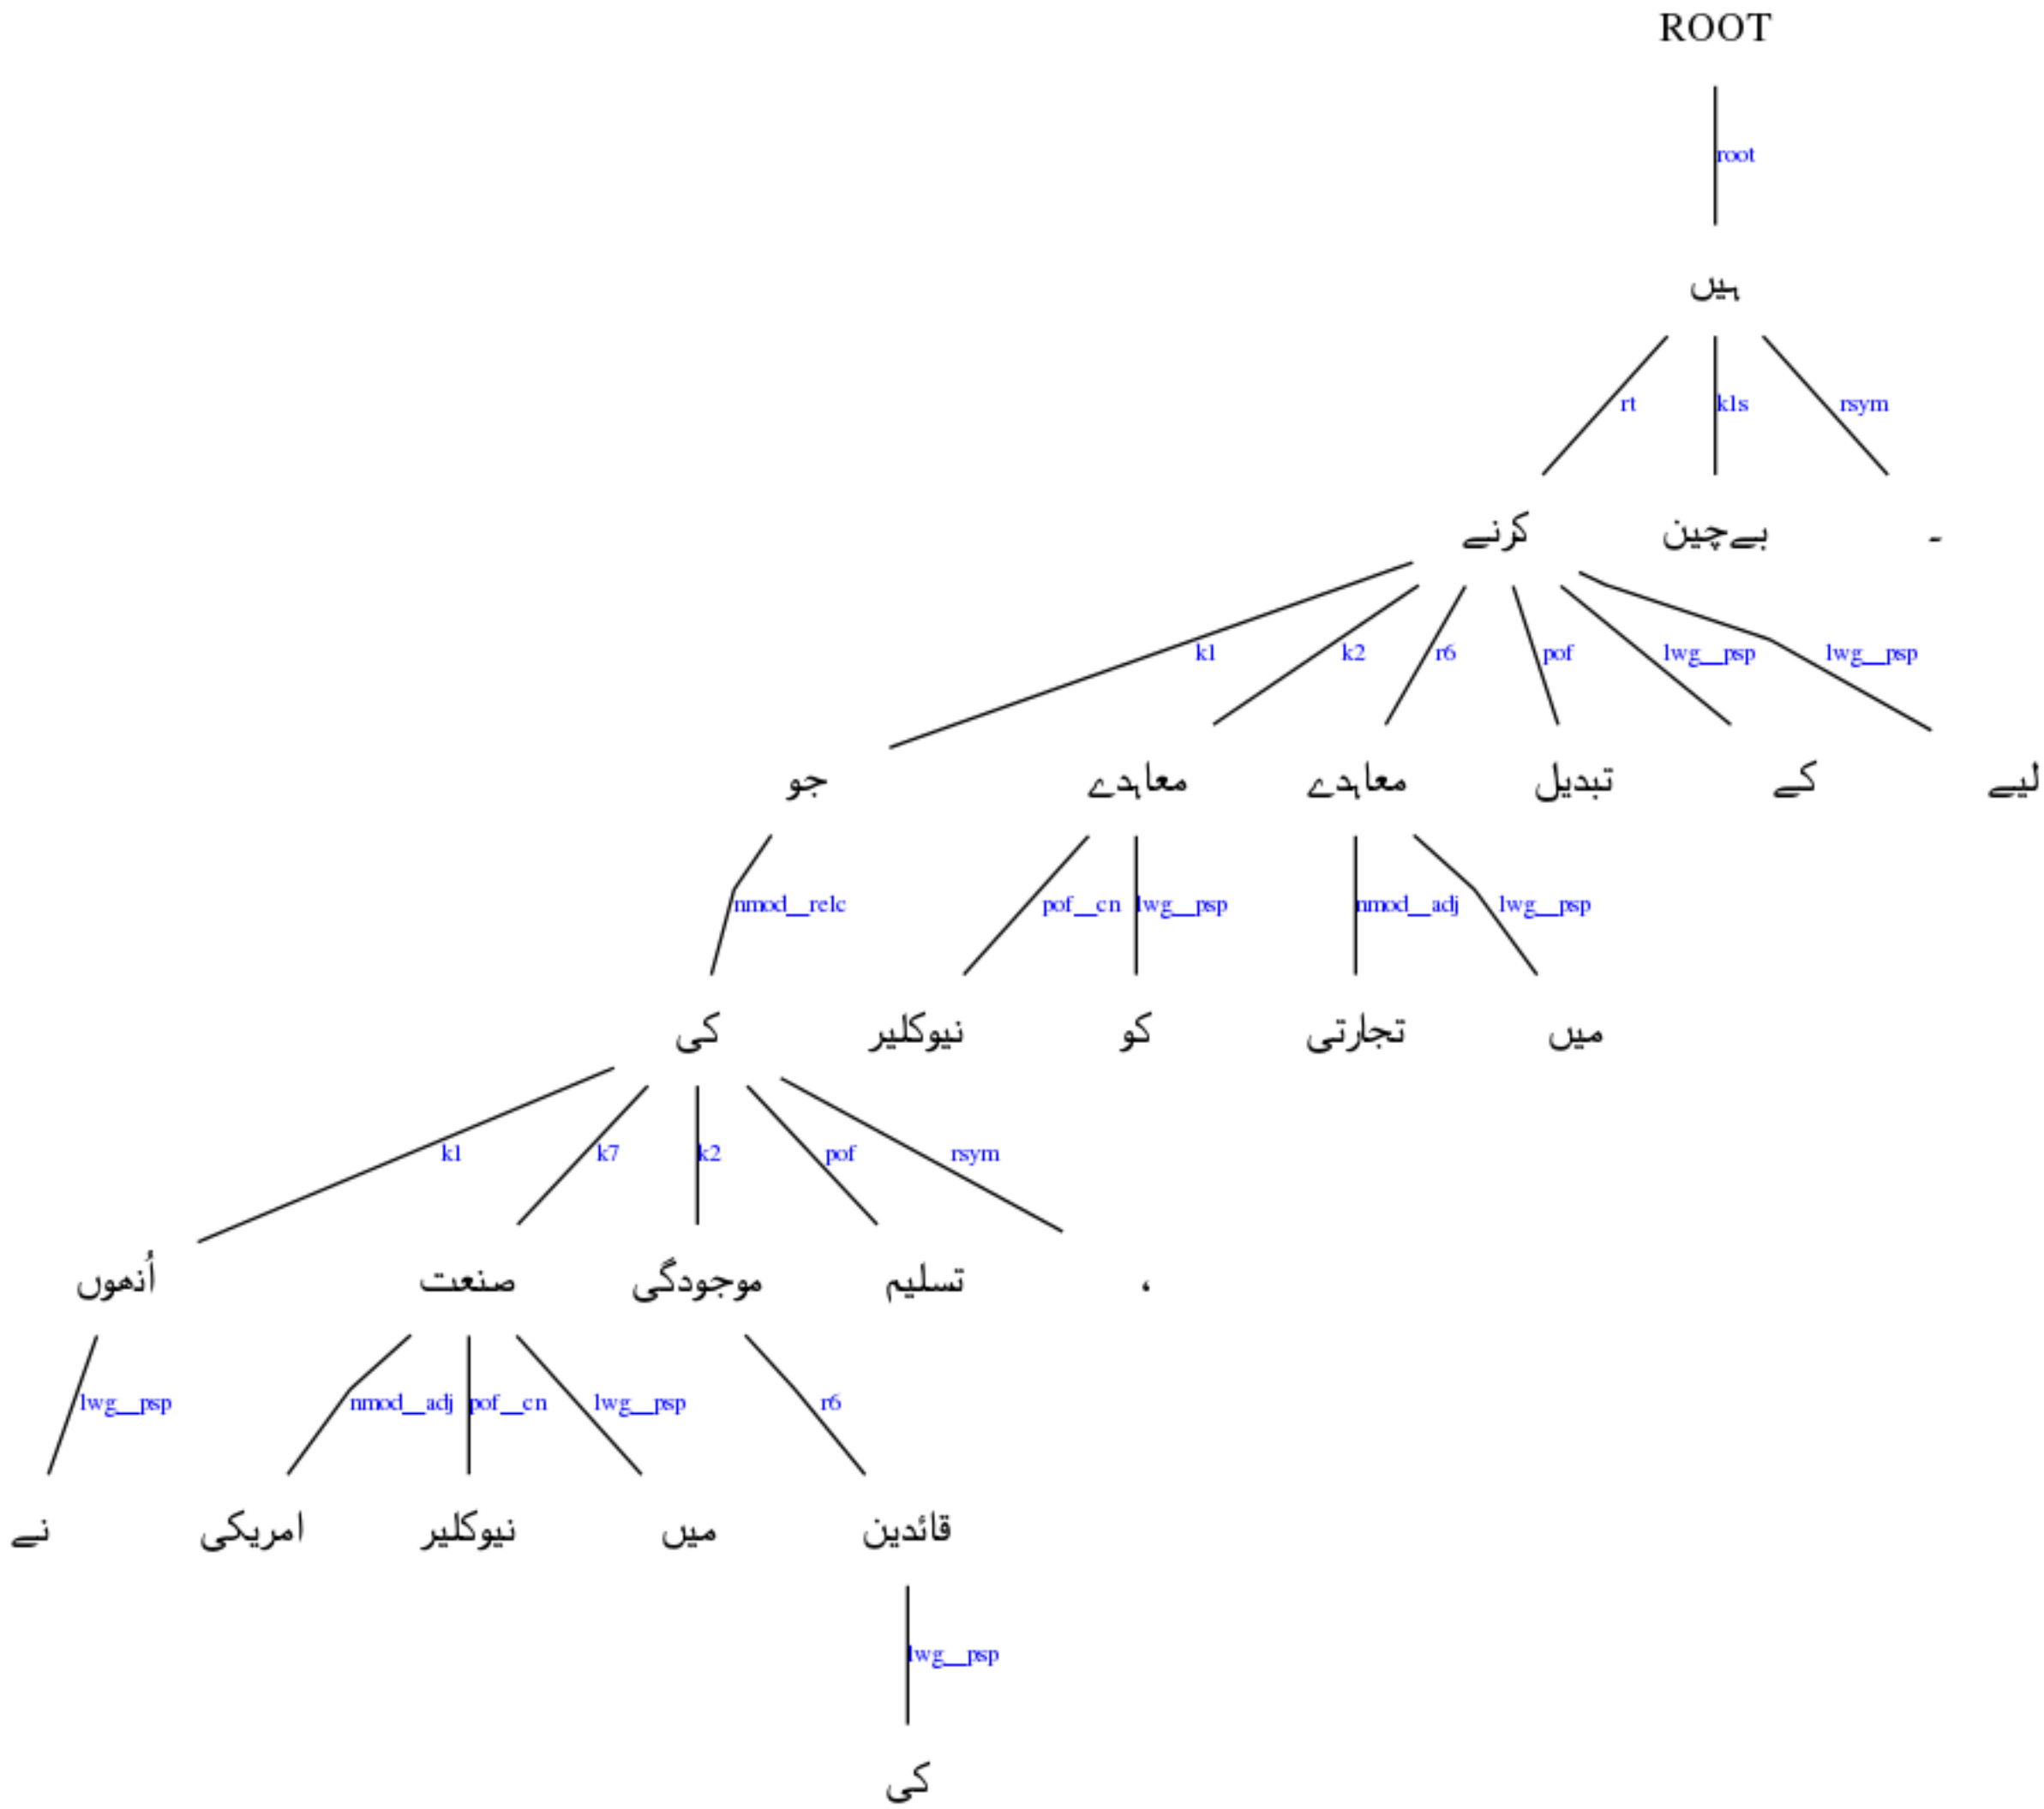 ROOT
root
ہیں
rt k1s rsym
کرنے بےچین ۔
k1 k2 r6 pof lwg__psp lwg__psp
جو معاہدے معاہدے تبدیل کے لیے
nmod__relc pof__cn lwg__psp nmod__adj lwg__psp
کی نیوکلیر کو تجارتی میں
k1 k7 k2 pof rsym
اُنھوں صنعت موجودگی تسلیم ،
lwg__psp nmod__adj pof__cn lwg__psp r6
نے امریکی نیوکلیر میں قائدین
lwg__psp
کی